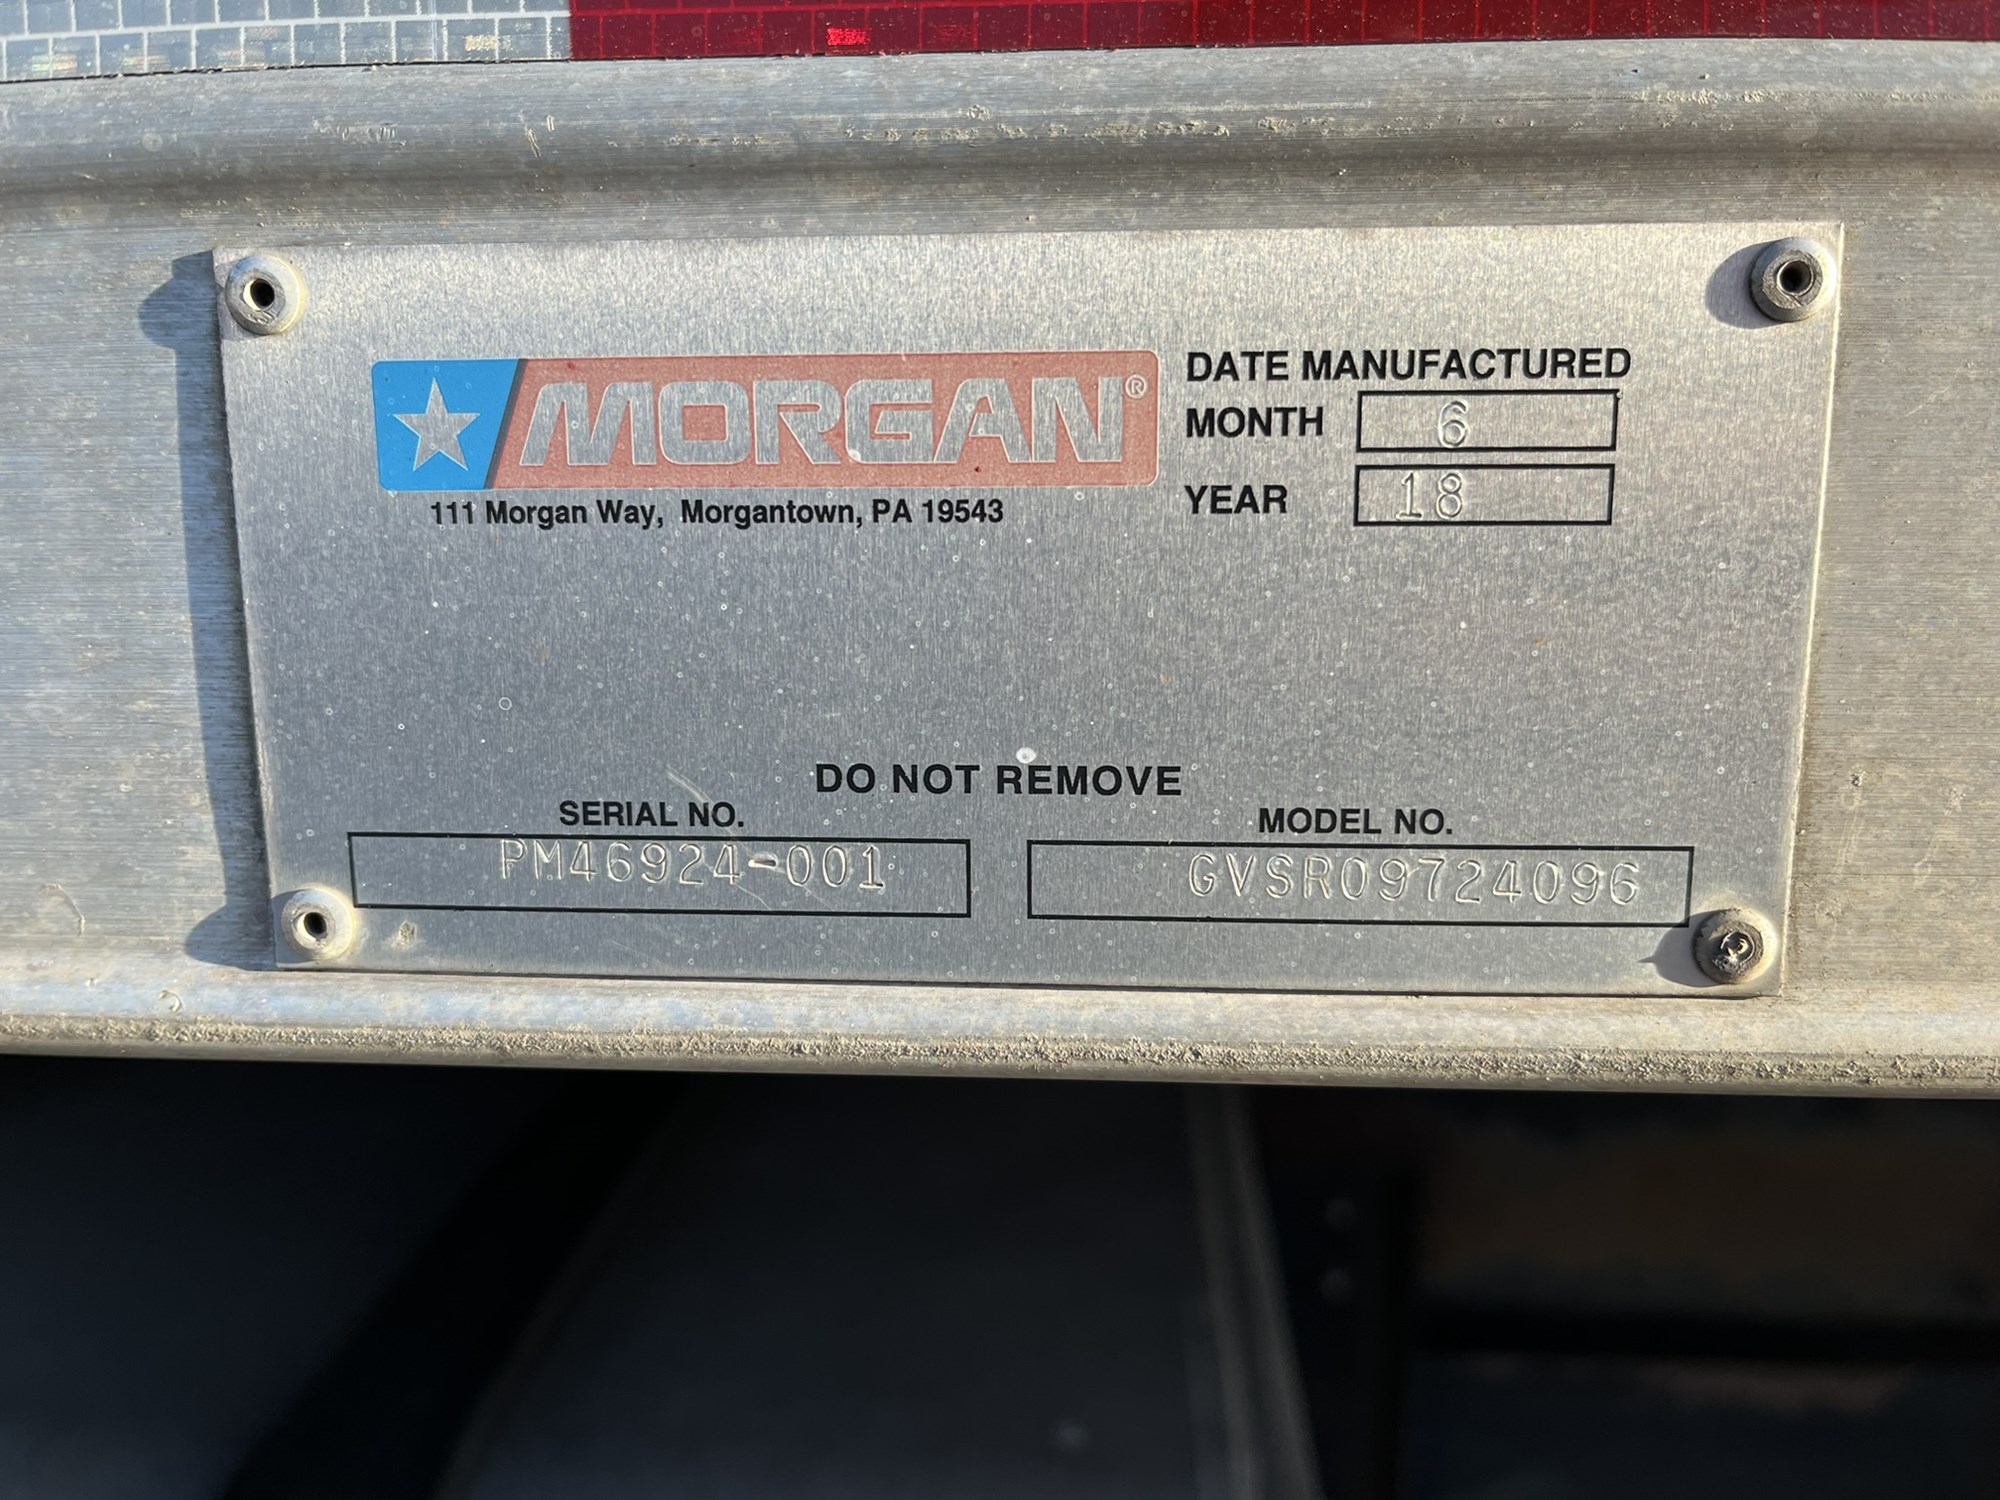 MORGAN®
111 Morgan Way, Morgantown, PA 19543
DATE MANUFACTURED
MONTH 6
YEAR 18
DO NOT REMOVE
SERIAL NO.
PM46924-001
MODEL NO.
GVSR09724096